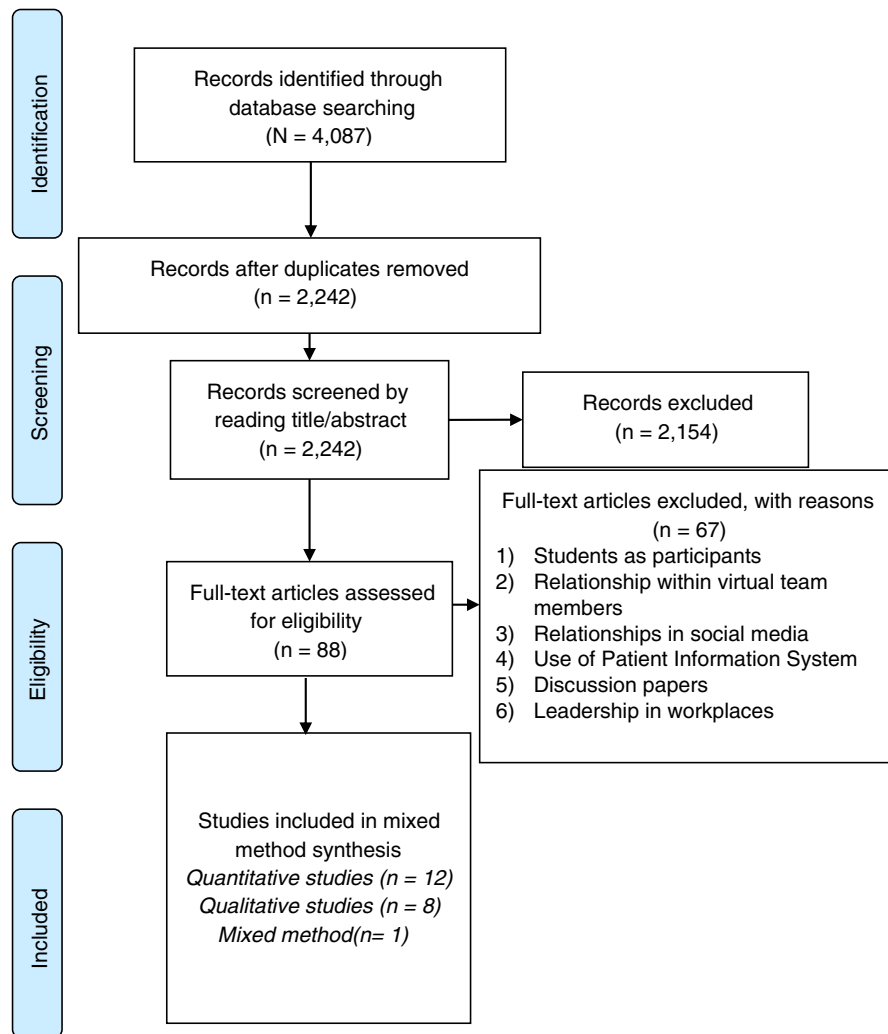 Identification
Records identified through
database searching
(N = 4,087)
Records after duplicates removed
(n = 2,242)
Screening
Records screened by
reading title/abstract
(n = 2,242)
Records excluded
(n = 2,154)
Eligibility
Full-text articles assessed
for eligibility
(n = 88)
Full-text articles excluded, with reasons
(n = 67)
1) Students as participants
2) Relationship within virtual team
members
3) Relationships in social media
4) Use of Patient Information System
5) Discussion papers
6) Leadership in workplaces
Included
Studies included in mixed
method synthesis
Quantitative studies (n = 12)
Qualitative studies (n = 8)
Mixed method(n= 1)